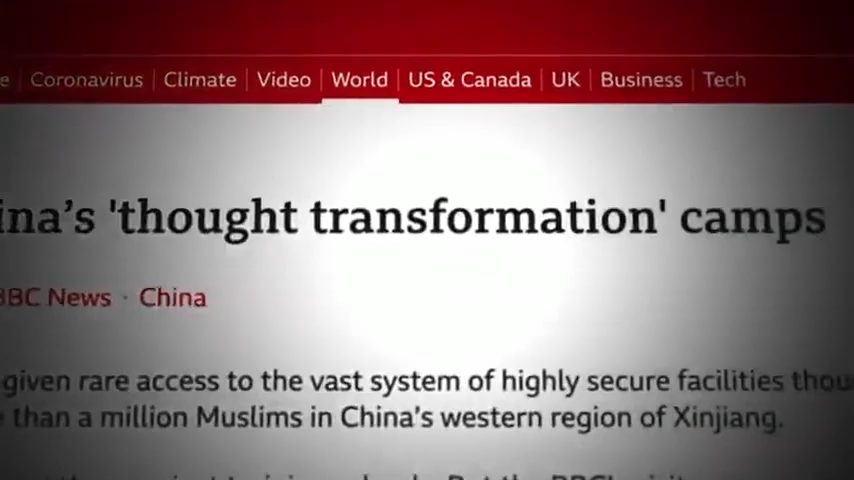 Coronavirus Climate Video World US & Canada UK Business Tech
ina's 'thought transformation' camps
BBC News · China
given rare access to the vast system of highly secure facilities thou
than a million Muslims in China's western region of Xinjiang.